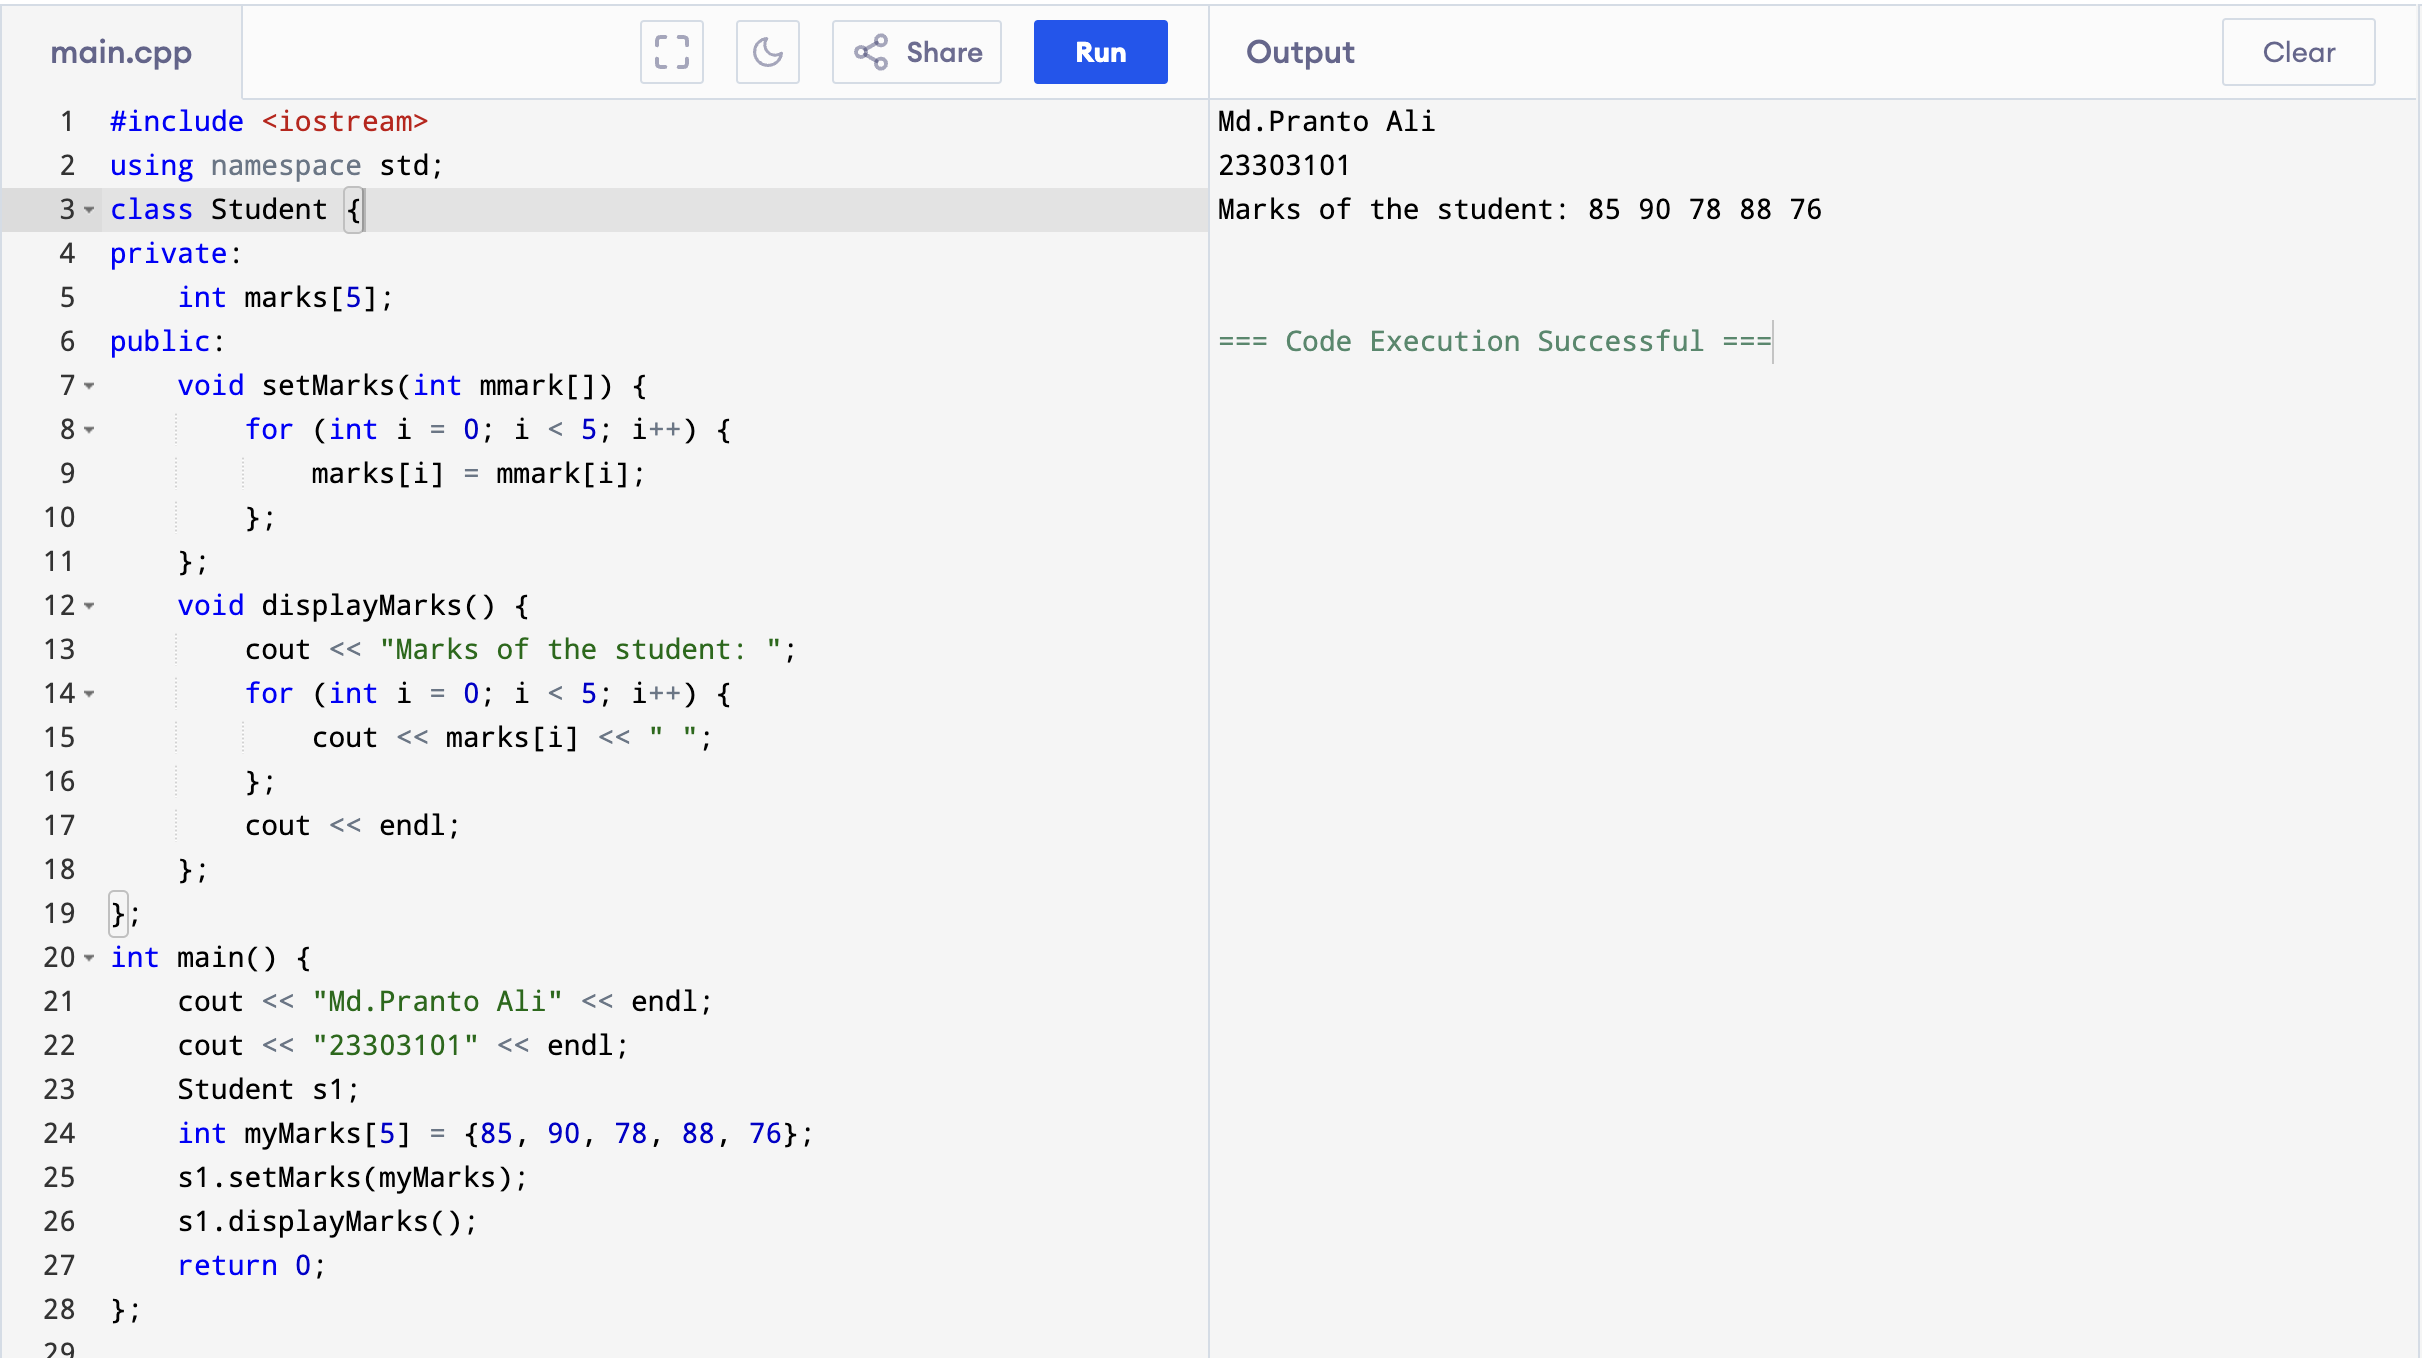 main.cpp
Share
Run
Output
Clear
1 #include <iostream>
2 using namespace std;
3 class Student {
4 private:
5     int marks[5];
6 public:
7     void setMarks(int mmark[]) {
8         for (int i = 0; i < 5; i++) {
9             marks[i] = mmark[i];
10         };
11     };
12     void displayMarks() {
13         cout << "Marks of the student: ";
14         for (int i = 0; i < 5; i++) {
15             cout << marks[i] << " ";
16         };
17         cout << endl;
18     };
19 };
20 int main() {
21     cout << "Md.Pranto Ali" << endl;
22     cout << "23303101" << endl;
23     Student s1;
24     int myMarks[5] = {85, 90, 78, 88, 76};
25     s1.setMarks(myMarks);
26     s1.displayMarks();
27     return 0;
28 };
29
Md.Pranto Ali
23303101
Marks of the student: 85 90 78 88 76
=== Code Execution Successful ===